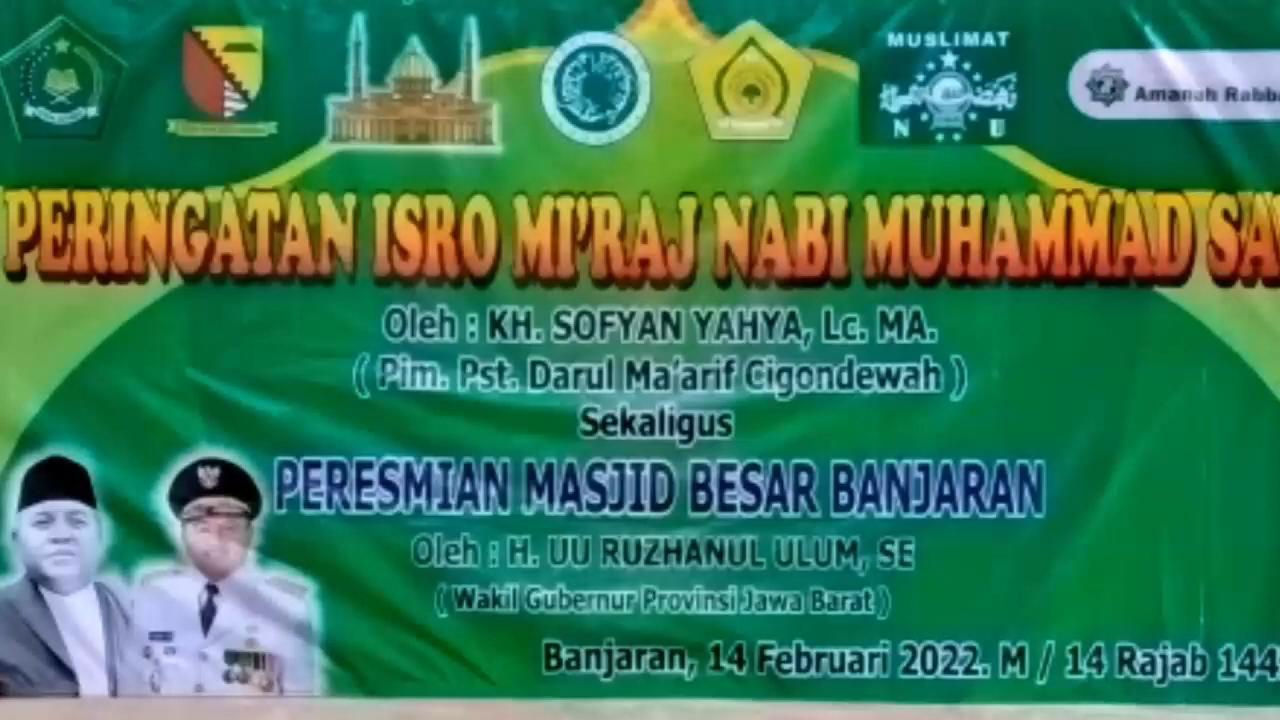 MUSLIMAT
N U
Amanah Rabba
PERINGATAN ISRO MI'RAJ NABI MUHAMMAD SA
Oleh : KH. SOFYAN YAHYA, Lc. MA.
( Pim. Pst. Darul Ma'arif Cigondewah )
Sekaligus
PERESMIAN MASJID BESAR BANJARAN
Oleh : H. UU RUZHANUL ULUM, SE
( Wakil Gubernur Provinsi Jawa Barat )
Banjaran, 14 Februari 2022. M / 14 Rajab 144